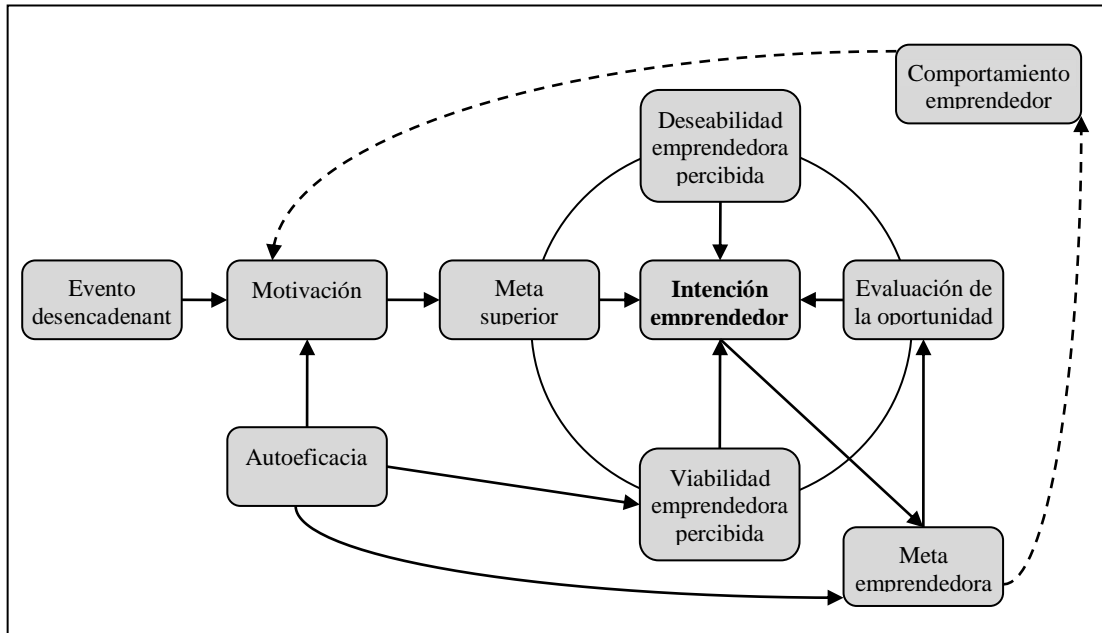 Comportamiento
emprendedor
Deseabilidad
emprendedora
percibida
Evento
desencadenant
Motivación
Meta
superior
Intención
emprendedor
Evaluación de
la oportunidad
Autoeficacia
Viabilidad
emprendedora
percibida
Meta
emprendedora